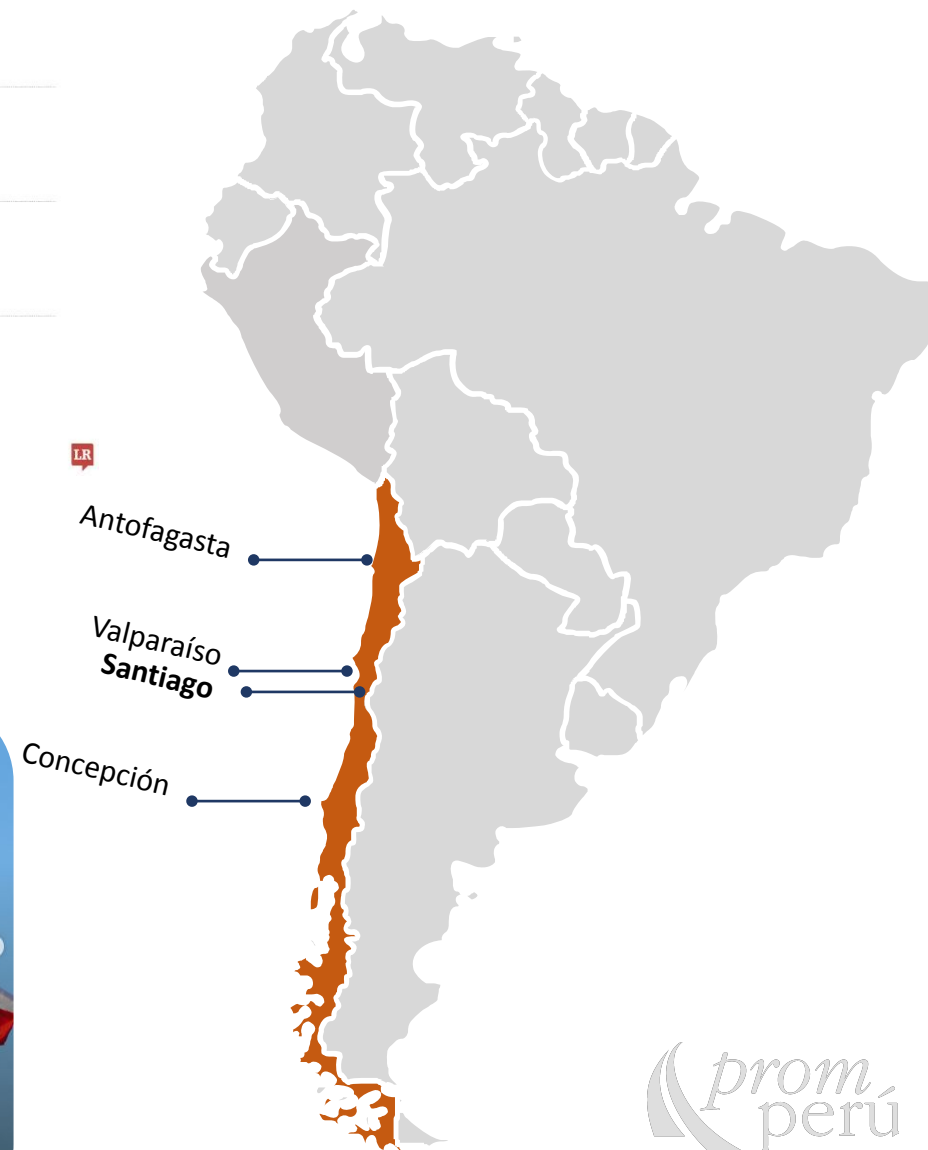 LR
Antofagasta
Valparaíso
Santiago
Concepción
prom
perú